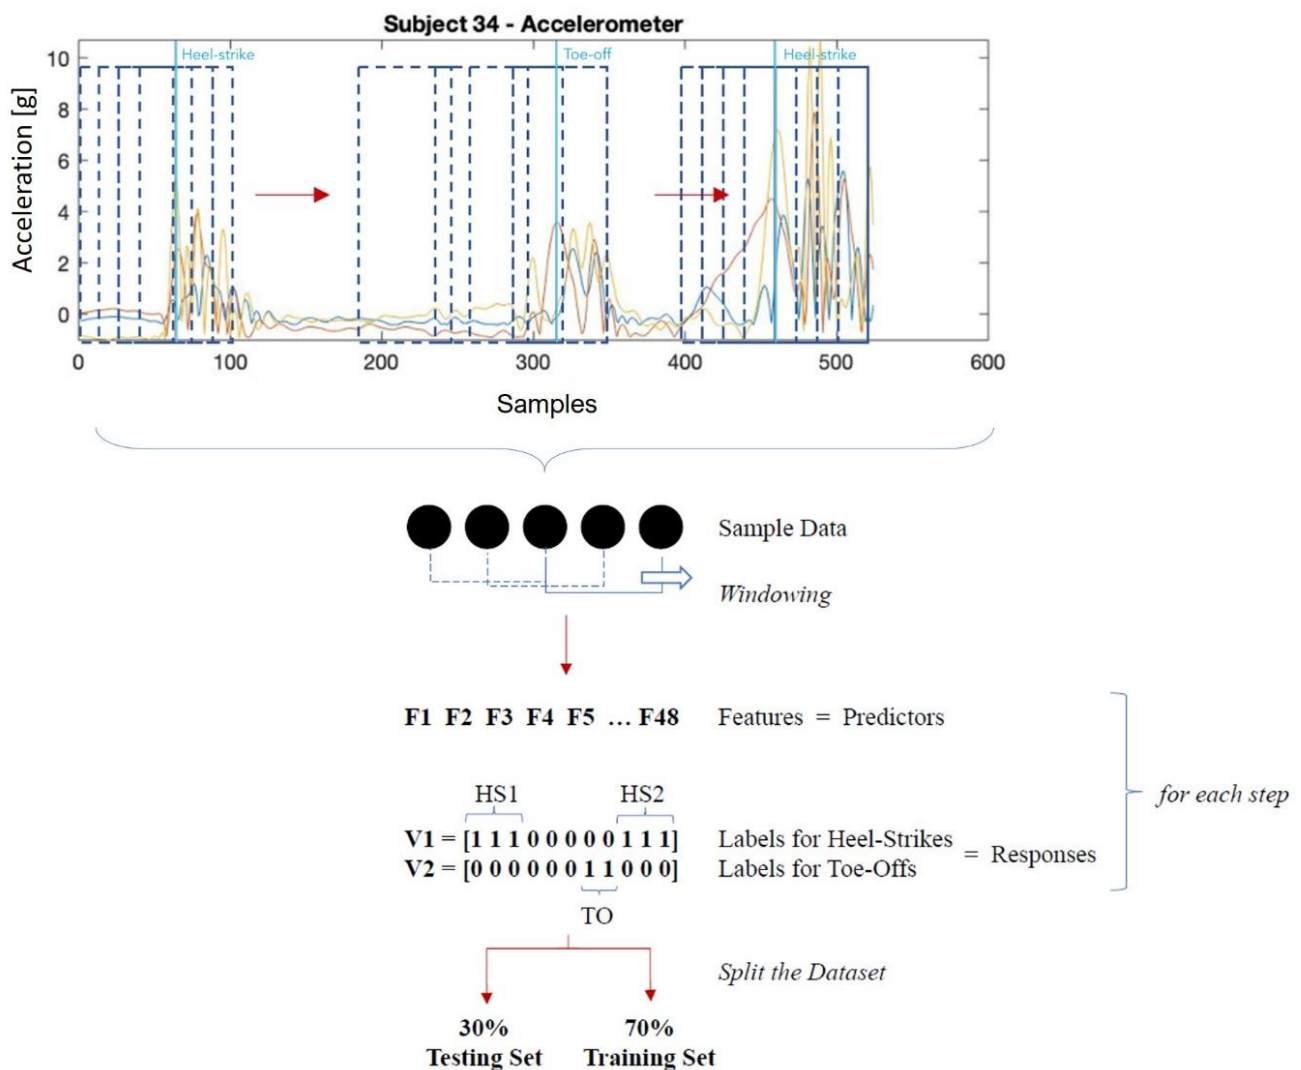 Subject 34 - Accelerometer
Heel-strike
Toe-off
Heel-strike
Acceleration [g]
10
8
6
4
2
0
0 100 200 300 400 500 600
Samples
Sample Data
Windowing
F1 F2 F3 F4 F5 … F48 Features = Predictors
HS1 HS2
for each step
V1 = [1 1 1 0 0 0 0 0 1 1 1] Labels for Heel-Strikes
V2 = [0 0 0 0 0 0 1 1 0 0 0] Labels for Toe-Offs
= Responses
TO
Split the Dataset
30% 70%
Testing Set Training Set